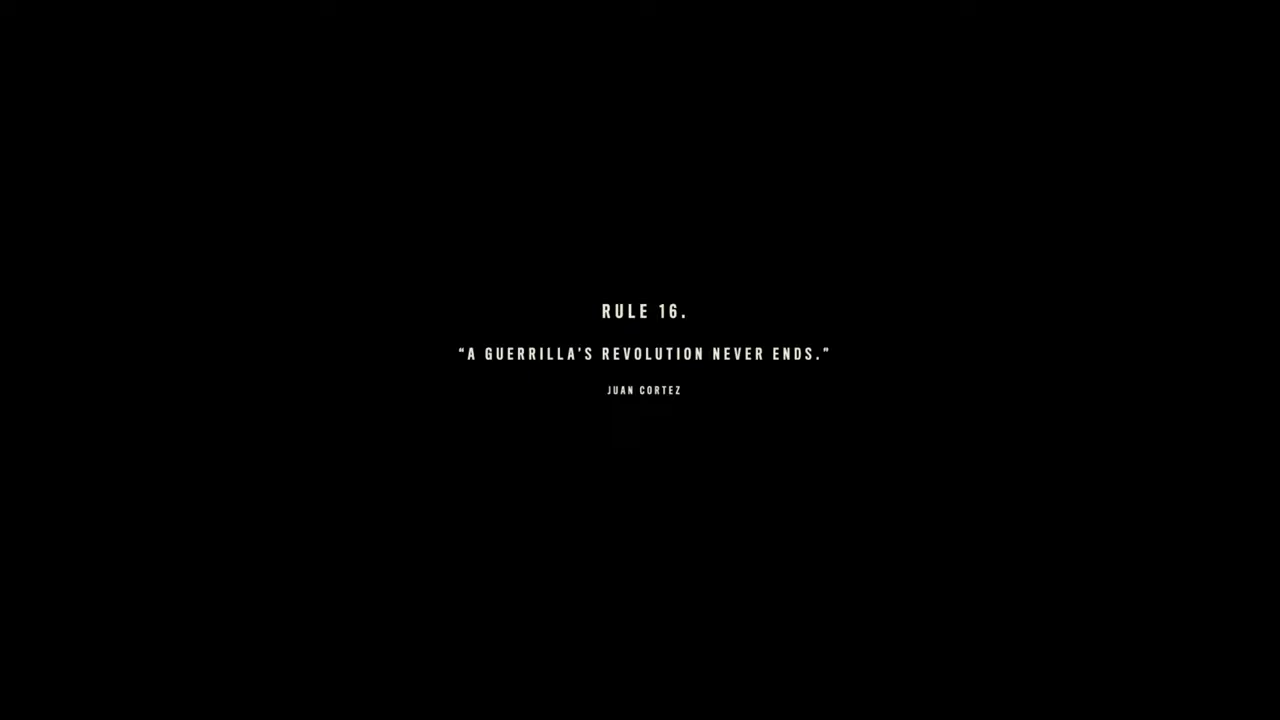 RULE 16.
“A GUERRILLA'S REVOLUTION NEVER ENDS.”
JUAN CORTEZ